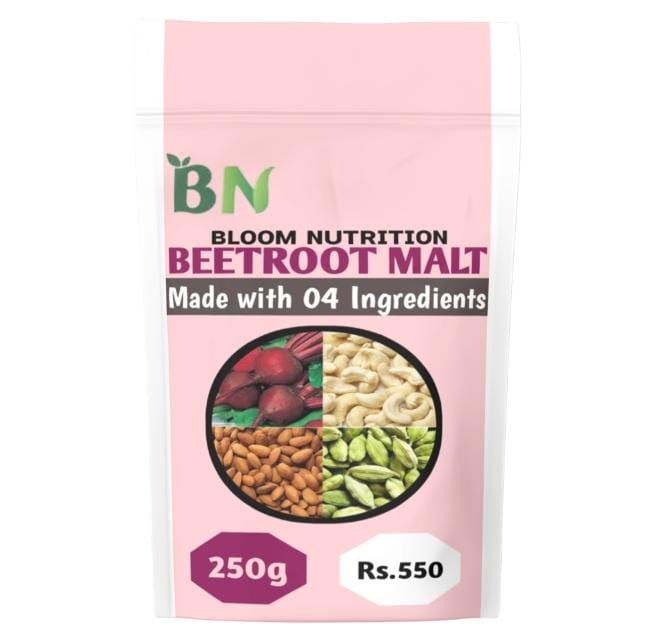 BN
BLOOM NUTRITION
BEETROOT MALT
Made with 04 Ingredients
250g
Rs.550